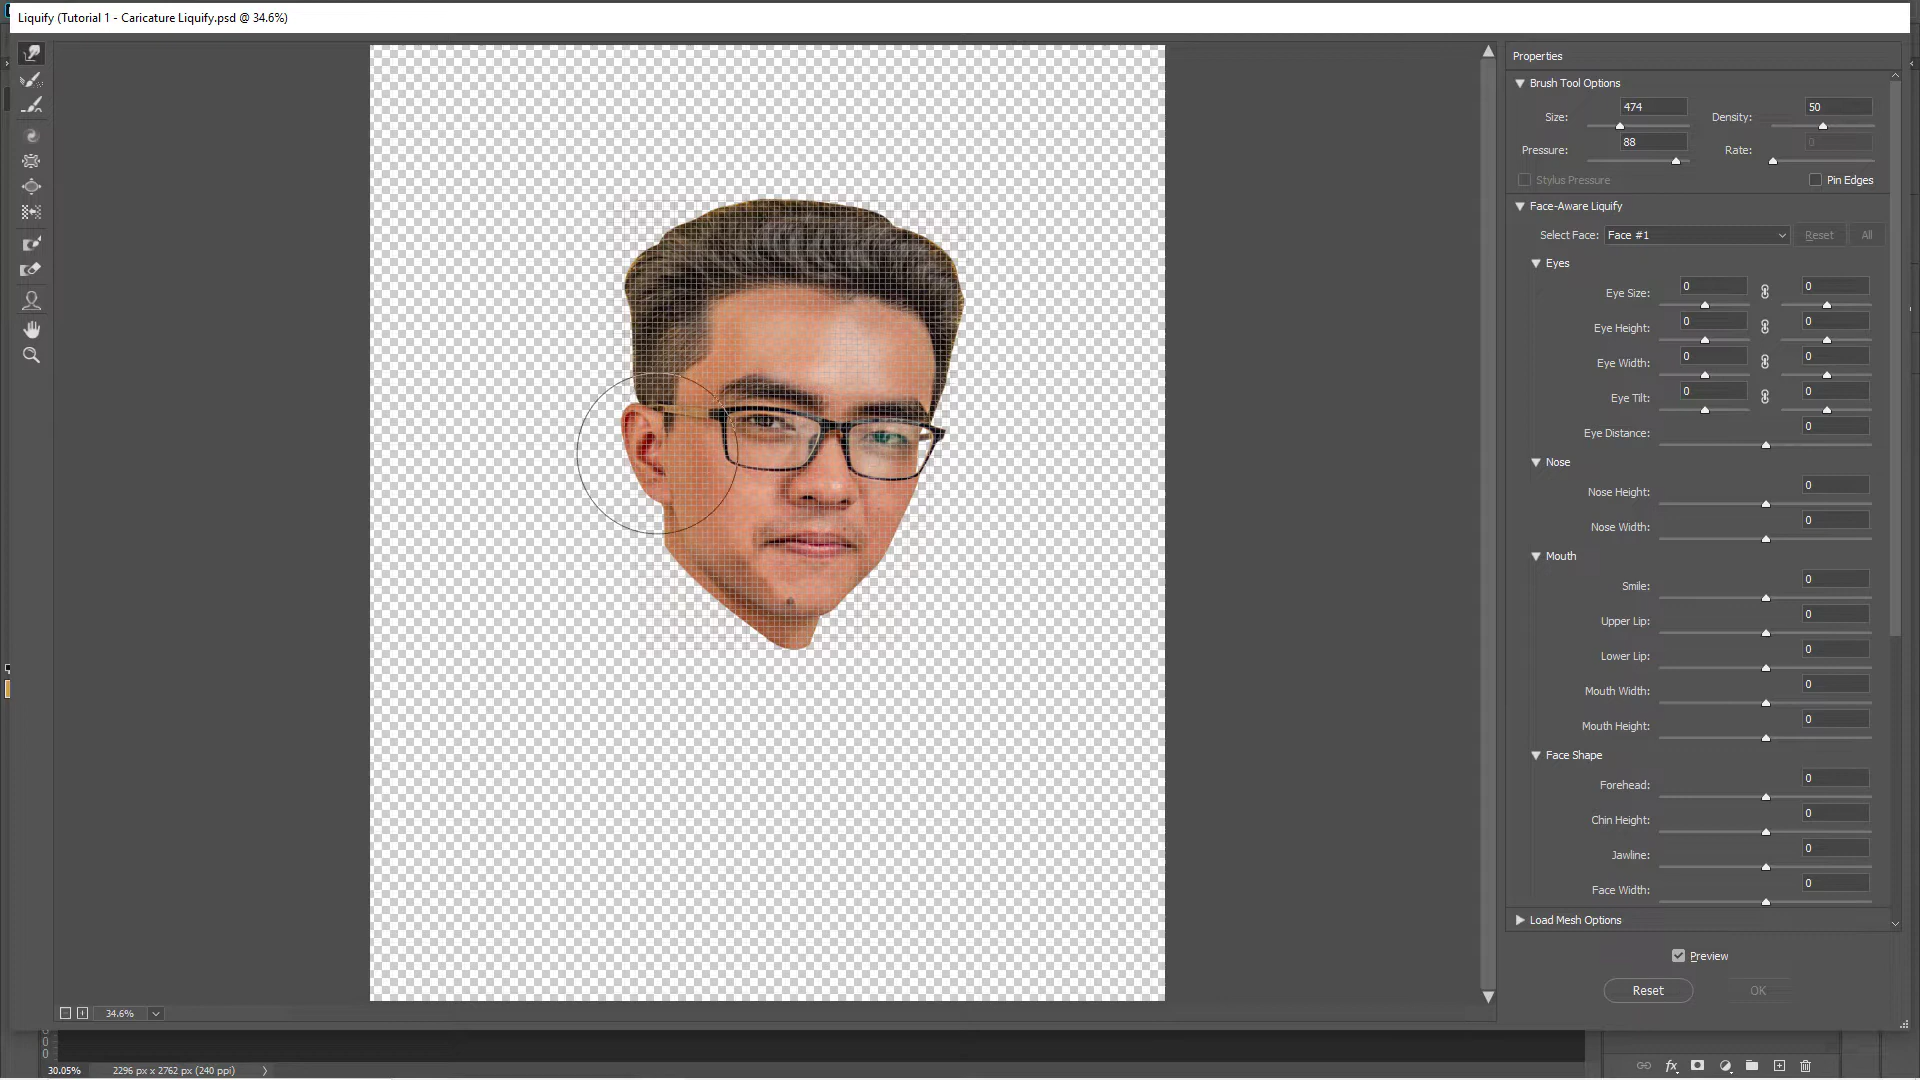 Liquify (Tutorial 1 - Caricature Liquify.psd @ 34.6%)
Properties
Brush Tool Options
Size: 474 Density: 50
Pressure: 88 Rate: 0
Stylus Pressure Pin Edges
Face-Aware Liquify
Select Face: Face #1 Reset All
Eyes
Eye Size: 0 0
Eye Height: 0 0
Eye Width: 0 0
Eye Tilt: 0 0
Eye Distance: 0
Nose
Nose Height: 0
Nose Width: 0
Mouth
Smile: 0
Upper Lip: 0
Lower Lip: 0
Mouth Width: 0
Mouth Height: 0
Face Shape
Forehead: 0
Chin Height: 0
Jawline: 0
Face Width: 0
Load Mesh Options
Preview
Reset OK
34.6%
0
0
30.05% 2296 px x 2762 px (240 ppi)
fx